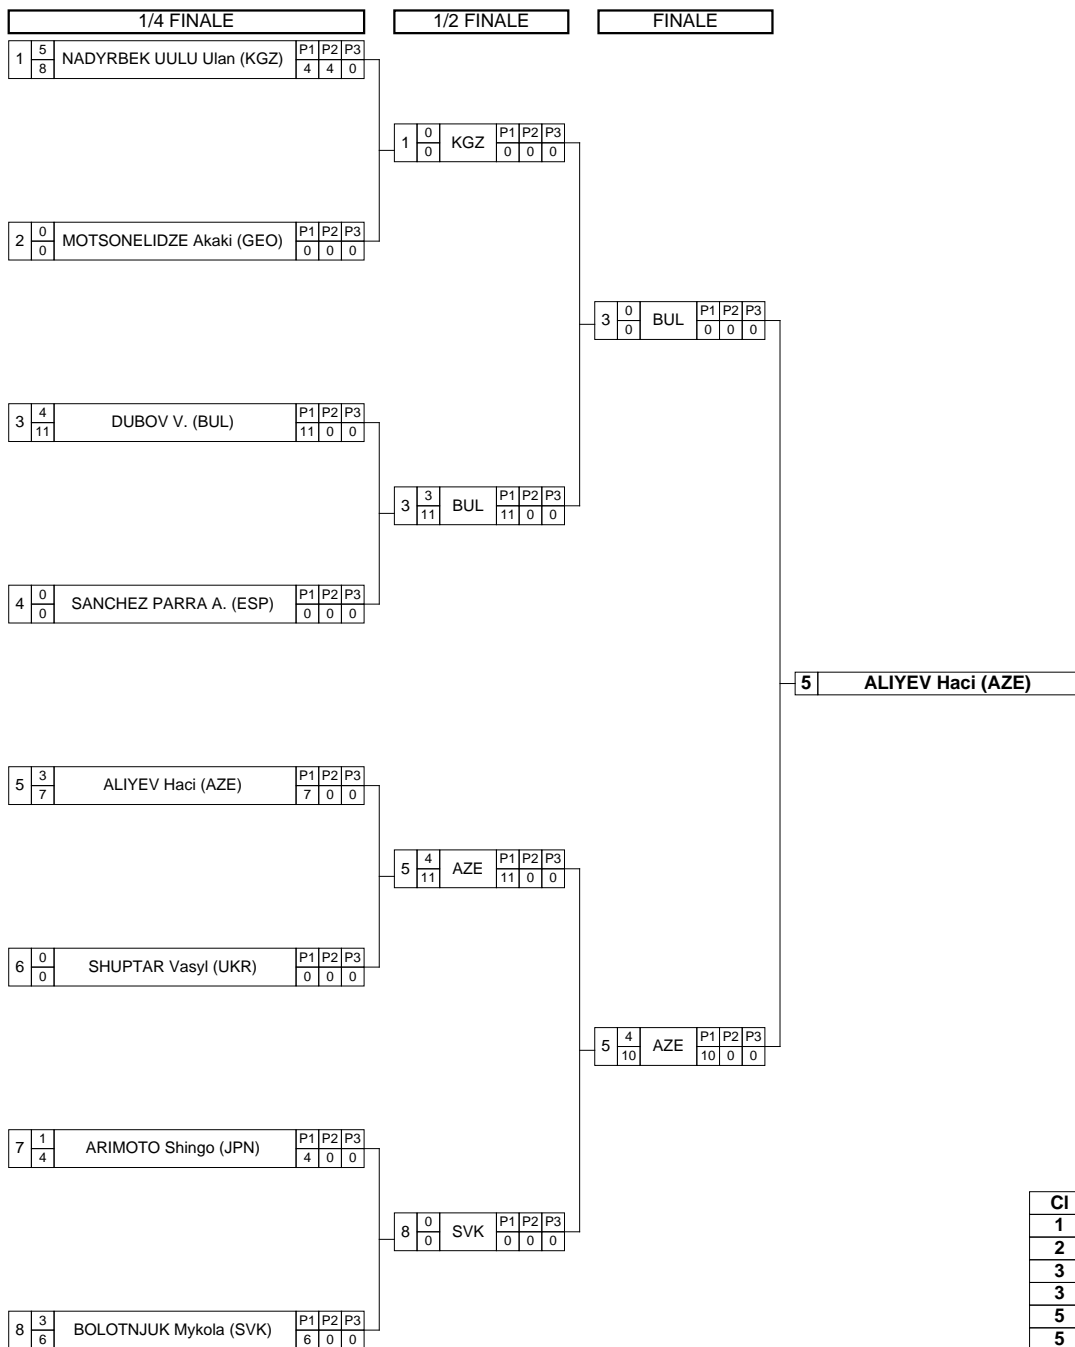 1/4 FINALE 1/2 FINALE FINALE
1 5 8 NADYRBEK UULU Ulan (KGZ) P1 P2 P3 4 4 0
1 0 0 KGZ P1 P2 P3 0 0 0
2 0 0 MOTSONELIDZE Akaki (GEO) P1 P2 P3 0 0 0
3 0 0 BUL P1 P2 P3 0 0 0
3 4 11 DUBOV V. (BUL) P1 P2 P3 11 0 0
3 3 11 BUL P1 P2 P3 11 0 0
4 0 0 SANCHEZ PARRA A. (ESP) P1 P2 P3 0 0 0
5 ALIYEV Haci (AZE)
5 3 7 ALIYEV Haci (AZE) P1 P2 P3 7 0 0
5 4 11 AZE P1 P2 P3 11 0 0
6 0 0 SHUPTAR Vasyl (UKR) P1 P2 P3 0 0 0
5 4 10 AZE P1 P2 P3 10 0 0
7 1 4 ARIMOTO Shingo (JPN) P1 P2 P3 4 0 0
8 0 0 SVK P1 P2 P3 0 0 0
8 3 6 BOLOTNJUK Mykola (SVK) P1 P2 P3 6 0 0
Cl
1
2
3
3
5
5